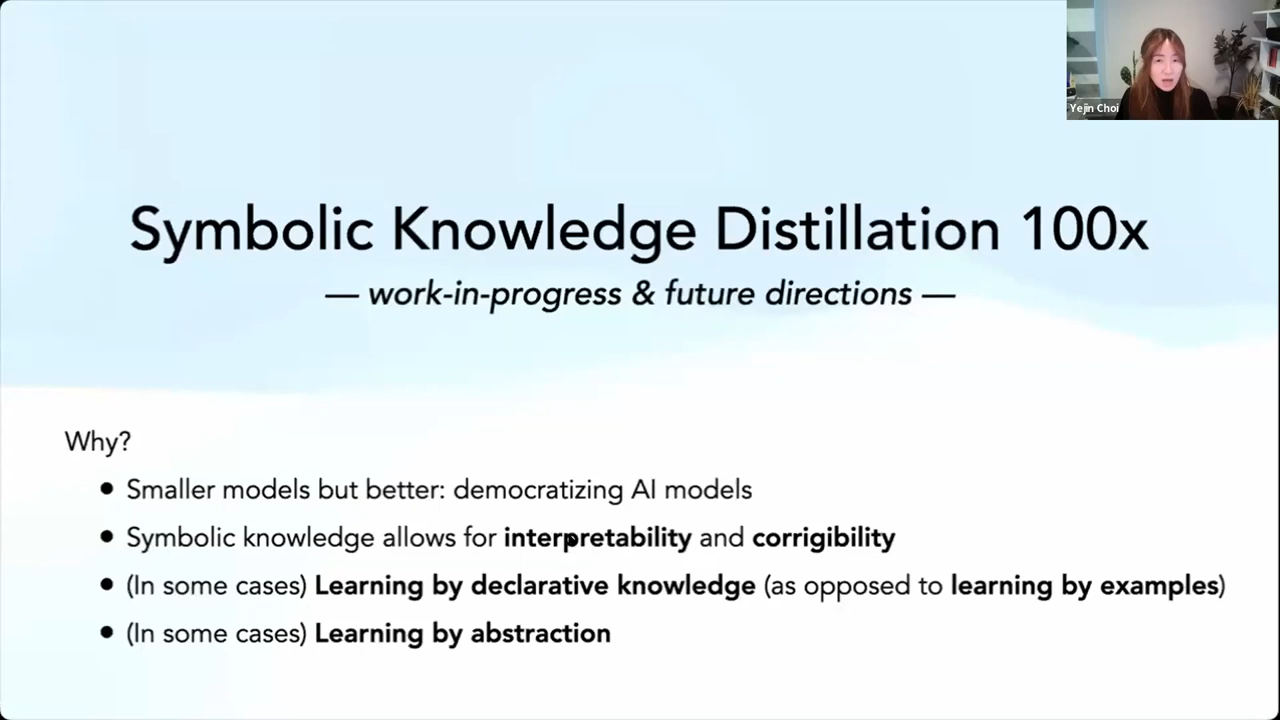 Yejin Choi
Symbolic Knowledge Distillation 100x
— work-in-progress & future directions —
Why?
• Smaller models but better: democratizing AI models
• Symbolic knowledge allows for interpretability and corrigibility
• (In some cases) Learning by declarative knowledge (as opposed to learning by examples)
• (In some cases) Learning by abstraction